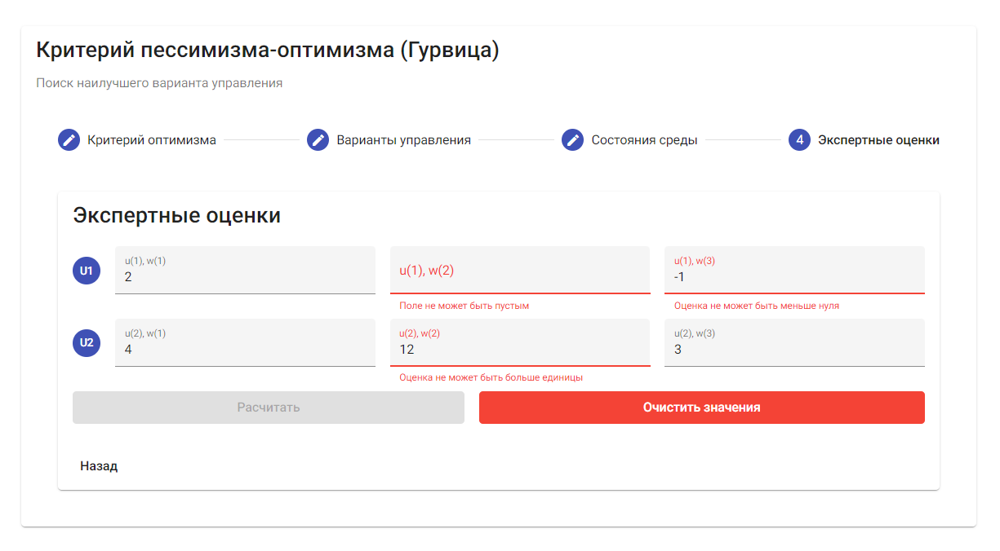 Критерий пессимизма-оптимизма (Гурвица)
Поиск наилучшего варианта управления
Критерий оптимизма
Варианты управления
Состояния среды
4 Экспертные оценки
Экспертные оценки
U1
u(1), w(1)
2
u(1), w(2)
Поле не может быть пустым
u(1), w(3)
-1
Оценка не может быть меньше нуля
U2
u(2), w(1)
4
u(2), w(2)
12
Оценка не может быть больше единицы
u(2), w(3)
3
Расчитать
Очистить значения
Назад